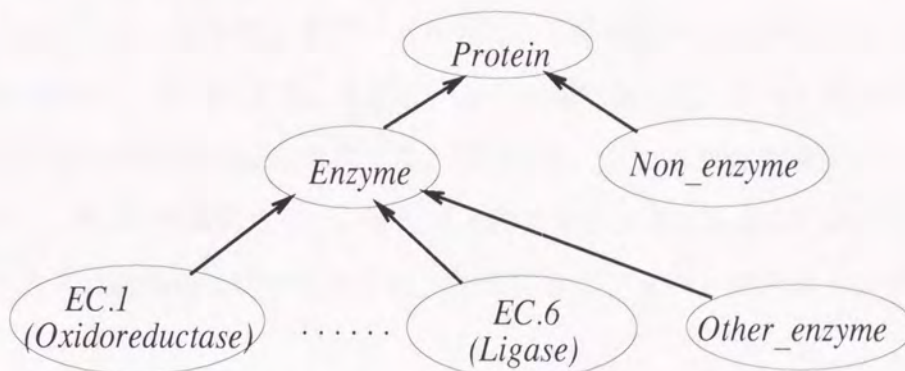 Protein
Enzyme
Non_enzyme
EC.1
(Oxidoreductase)
. . . . . .
EC.6
(Ligase)
Other_enzyme